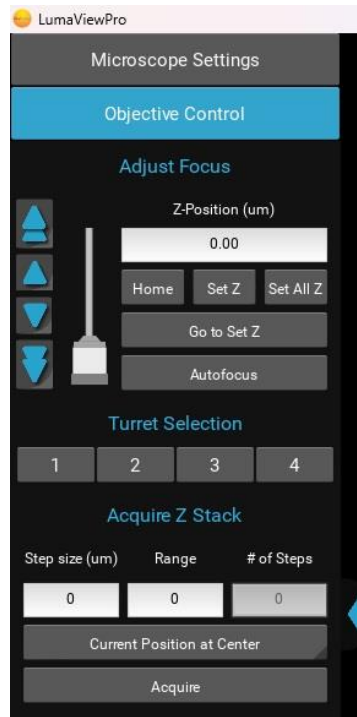 LumaViewPro
Microscope Settings
Objective Control
Adjust Focus
Z-Position (um)
0.00
Home Set Z Set All Z
Go to Set Z
Autofocus
Turret Selection
1 2 3 4
Acquire Z Stack
Step size (um) Range # of Steps
0 0 0
Current Position at Center
Acquire